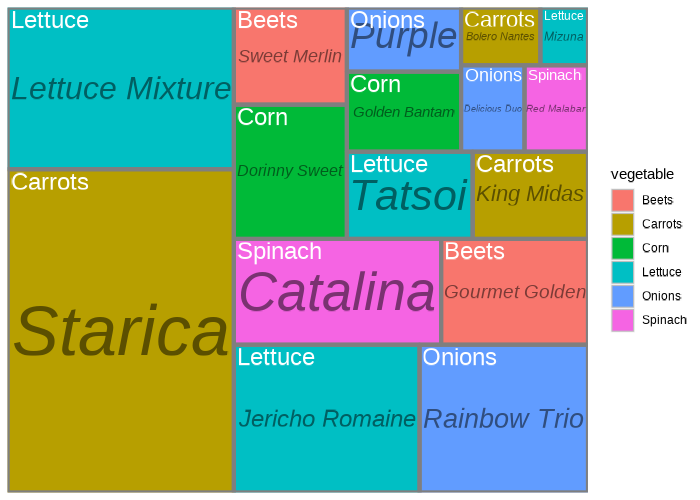 Lettuce
Lettuce Mixture
Carrots
Starica
Beets
Sweet Merlin
Onions
Purple
Carrots
Bolero Nantes
Lettuce
Mizuna
Corn
Dorinny Sweet
Corn
Golden Bantam
Onions
Delicious Duo
Spinach
Red Malabar
Lettuce
Tatsoi
Carrots
King Midas
Spinach
Catalina
Beets
Gourmet Golden
Lettuce
Jericho Romaine
Onions
Rainbow Trio
vegetable
Beets
Carrots
Corn
Lettuce
Onions
Spinach